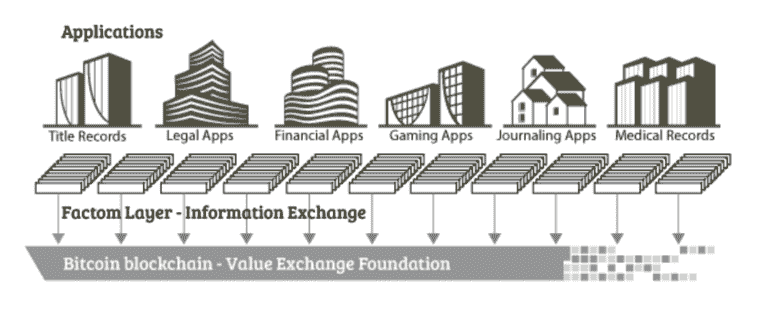 Applications
Title Records
Legal Apps
Financial Apps
Gaming Apps
Journaling Apps
Medical Records
Factom Layer - Information Exchange
Bitcoin blockchain - Value Exchange Foundation